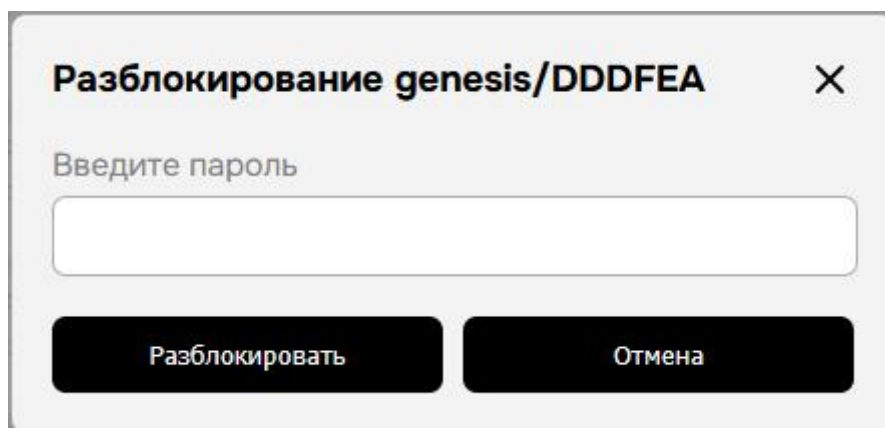 Разблокирование genesis/DDDFEA
Введите пароль
Разблокировать
Отмена